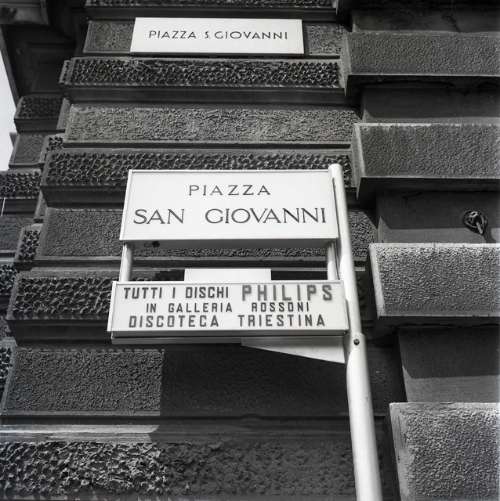 PIAZZA S. GIOVANNI
PIAZZA
SAN GIOVANNI
TUTTI I DISCHI PHILIPS
IN GALLERIA ROSSONI
DISCOTECA TRIESTINA